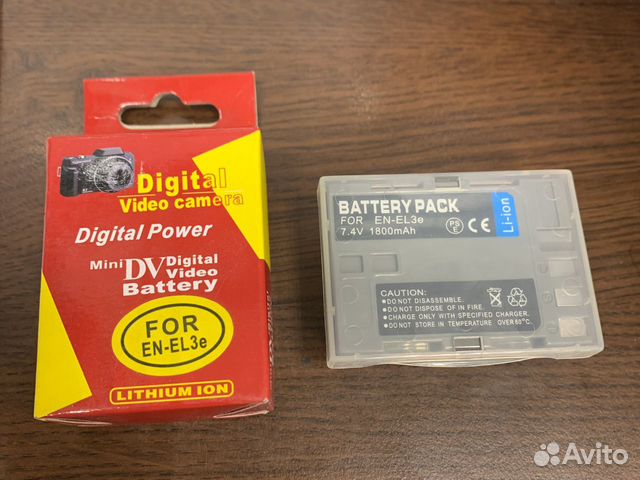 Digital
Video camera
Digital Power
Mini DV Digital
Video
Battery
FOR
EN-EL3e
LITHIUM ION
BATTERY PACK
FOR EN-EL3e
7.4V 1800mAh
PS
E
CE
Li-ion
CAUTION:
●DO NOT DISASSEMBLE.
●DO NOT DISPOSE OF IN FIRE.
●CHARGE ONLY WITH SPECIFIED CHARGER.
●DO NOT STORE IN TEMPERATURE OVER 60°C.
Avito